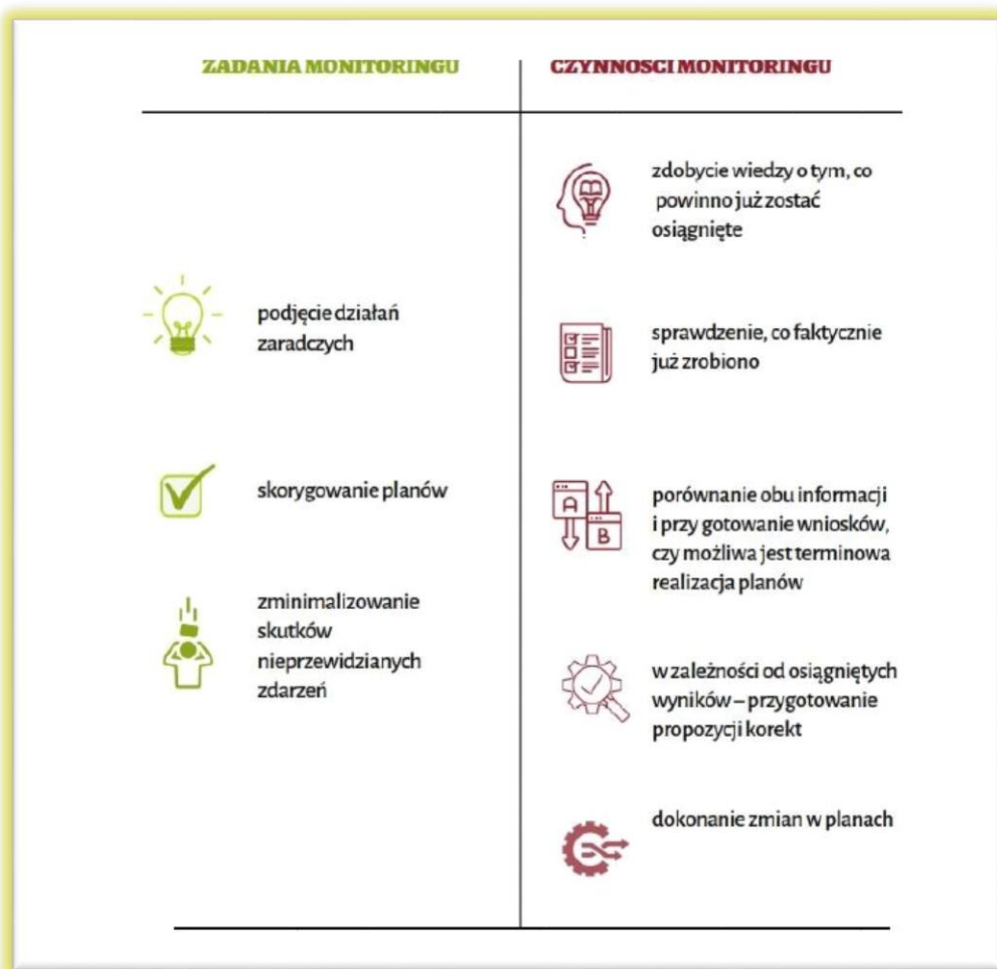 ZADANIA MONITORINGU
podjęcie działań
zaradczych
skorygowanie planów
zminimalizowanie
skutków
nieprzewidzianych
zdarzeń
CZYNNOŚCI MONITORINGU
zdobycie wiedzy o tym, co
powinno już zostać
osiągnięte
sprawdzenie, co faktycznie
już zrobiono
A
B
porównanie obu informacji
i przy gotowanie wniosków,
czy możliwa jest terminowa
realizacja planów
w zależności od osiągniętych
wyników – przygotowanie
propozycji korekt
dokonanie zmian w planach